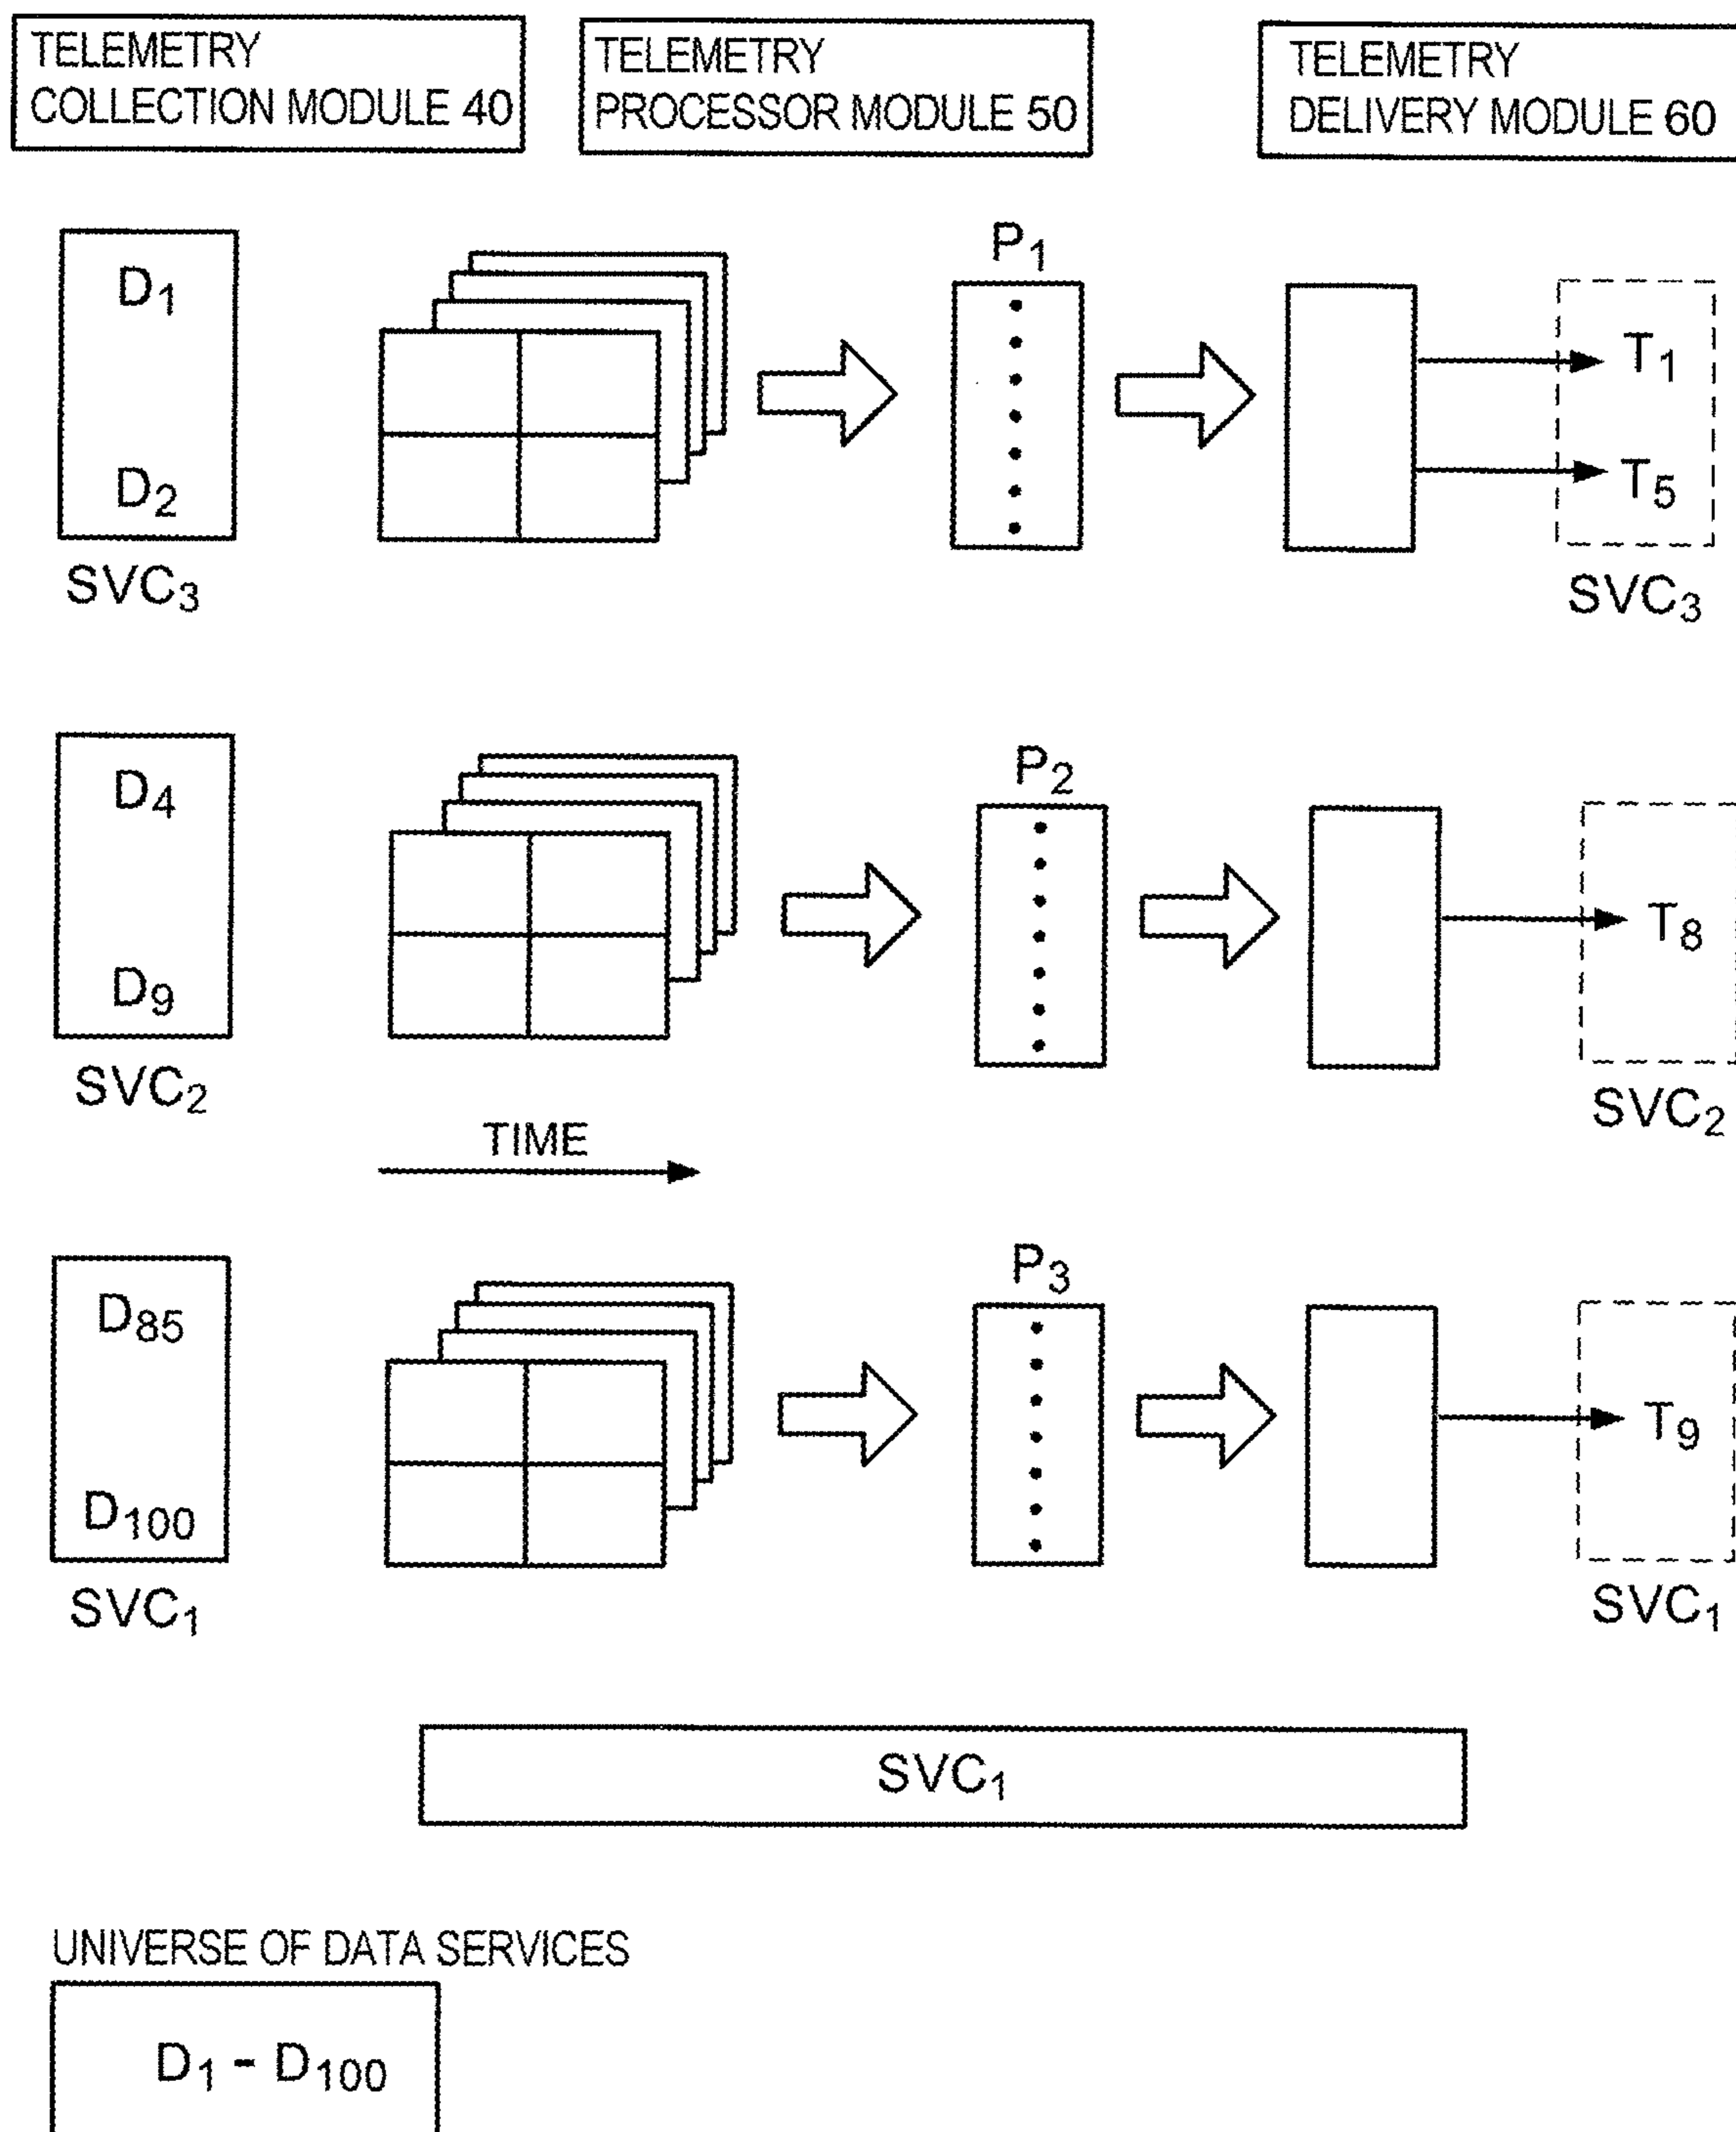 TELEMETRY
COLLECTION MODULE 40
TELEMETRY
PROCESSOR MODULE 50
TELEMETRY
DELIVERY MODULE 60
D₁
D₂
SVC₃
P₁
T₁
T₅
SVC₃
D₄
D₉
SVC₂
P₂
T₈
SVC₂
TIME
D₈₅
D₁₀₀
SVC₁
P₃
T₉
SVC₁
SVC₁
UNIVERSE OF DATA SERVICES
D₁ - D₁₀₀